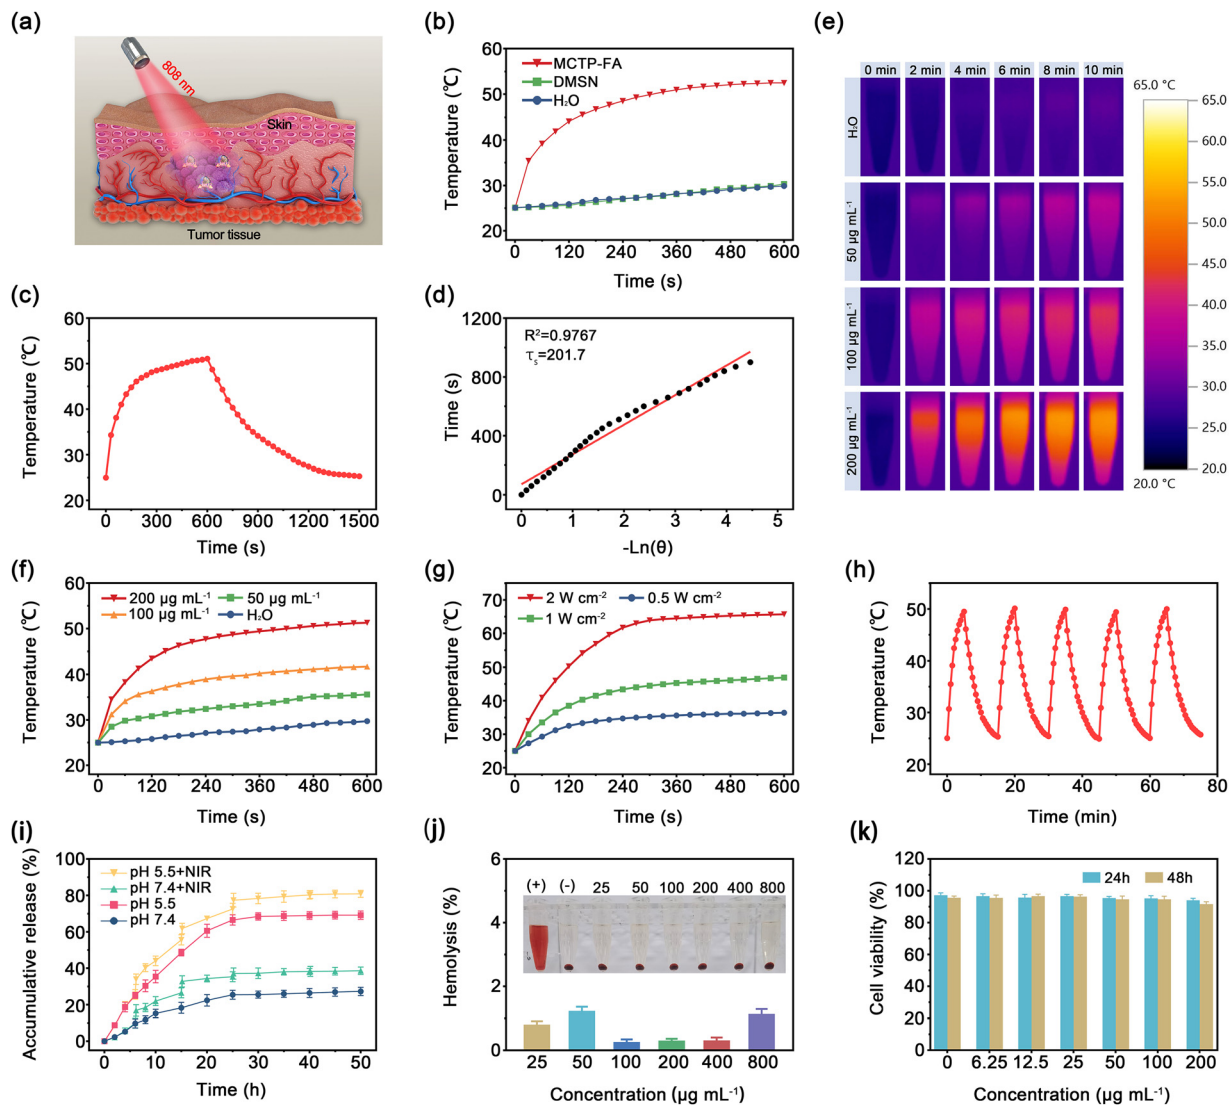 (a)
808 nm
Skin
Tumor tissue
(b)
60
50
40
30
20
Temperature (℃)
MCTP-FA
DMSN
H₂O
0 120 240 360 480 600
Time (s)
(c)
60
50
40
30
20
Temperature (℃)
0 300 600 900 1200 1500
Time (s)
(d)
1200
800
400
0
Time (s)
R²=0.9767
τs=201.7
0 1 2 3 4 5
-Ln(θ)
(e)
0 min 2 min 4 min 6 min 8 min 10 min
H₂O
50 µg mL⁻¹
100 µg mL⁻¹
200 µg mL⁻¹
65.0 °C
65.0
60.0
55.0
50.0
45.0
40.0
35.0
30.0
25.0
20.0
20.0 °C
(f)
60
50
40
30
20
Temperature (℃)
200 µg mL⁻¹ 50 µg mL⁻¹
100 µg mL⁻¹ H₂O
0 120 240 360 480 600
Time (s)
(g)
70
60
50
40
30
20
Temperature (℃)
2 W cm⁻² 0.5 W cm⁻²
1 W cm⁻²
0 120 240 360 480 600
Time (s)
(h)
50
40
30
20
Temperature (℃)
0 20 40 60 80
Time (min)
(i)
100
80
60
40
20
0
Accumulative release (%)
pH 5.5+NIR
pH 7.4+NIR
pH 5.5
pH 7.4
0 10 20 30 40 50
Time (h)
(j)
6
4
2
0
Hemolysis (%)
(+) (-) 25 50 100 200 400 800
25 50 100 200 400 800
Concentration (µg mL⁻¹)
(k)
120
100
80
60
40
20
0
Cell viability (%)
24h 48h
0 6.25 12.5 25 50 100 200
Concentration (µg mL⁻¹)